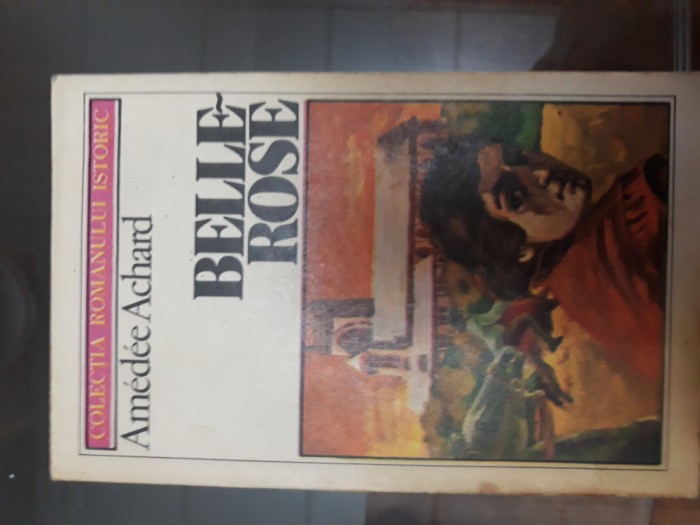 COLECȚIA ROMANULUI ISTORIC
Amédée Achard
BELLE-
ROSE